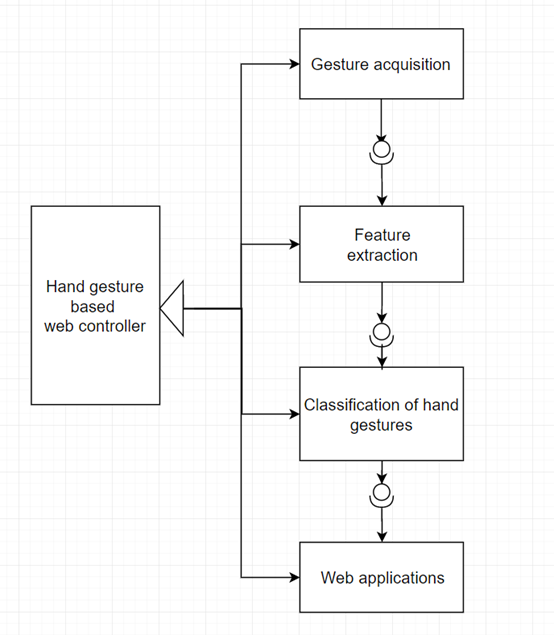 Gesture acquisition
Feature
extraction
Hand gesture
based
web controller
Classification of hand
gestures
Web applications